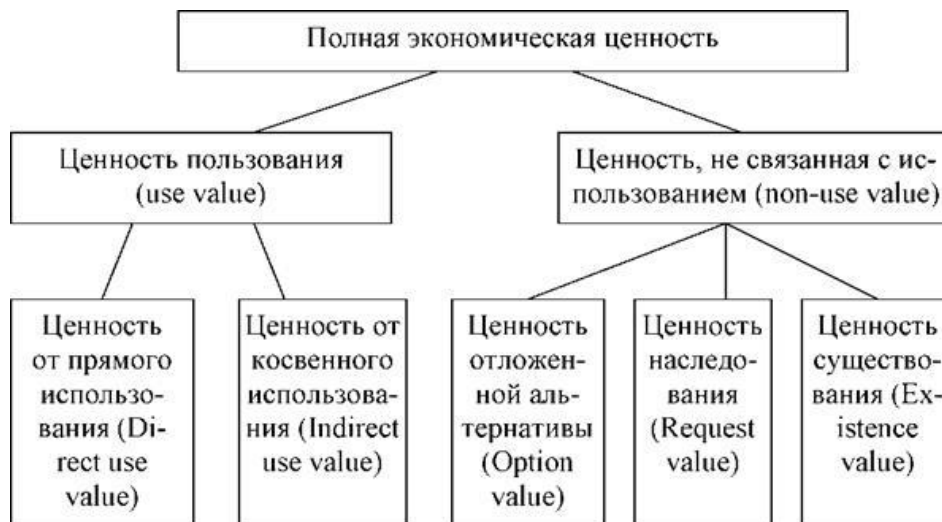 Полная экономическая ценность
Ценность пользования
(use value)
Ценность, не связанная с ис-
пользованием (non-use value)
Ценность
от прямого
использо-
вания (Di-
rect use
value)
Ценность от
косвенного
использова-
ния (Indirect
use value)
Ценность
отложен-
ной аль-
тернативы
(Option
value)
Ценность
наследо-
вания
(Request
value)
Ценность
существо-
вания (Ex-
istence
value)